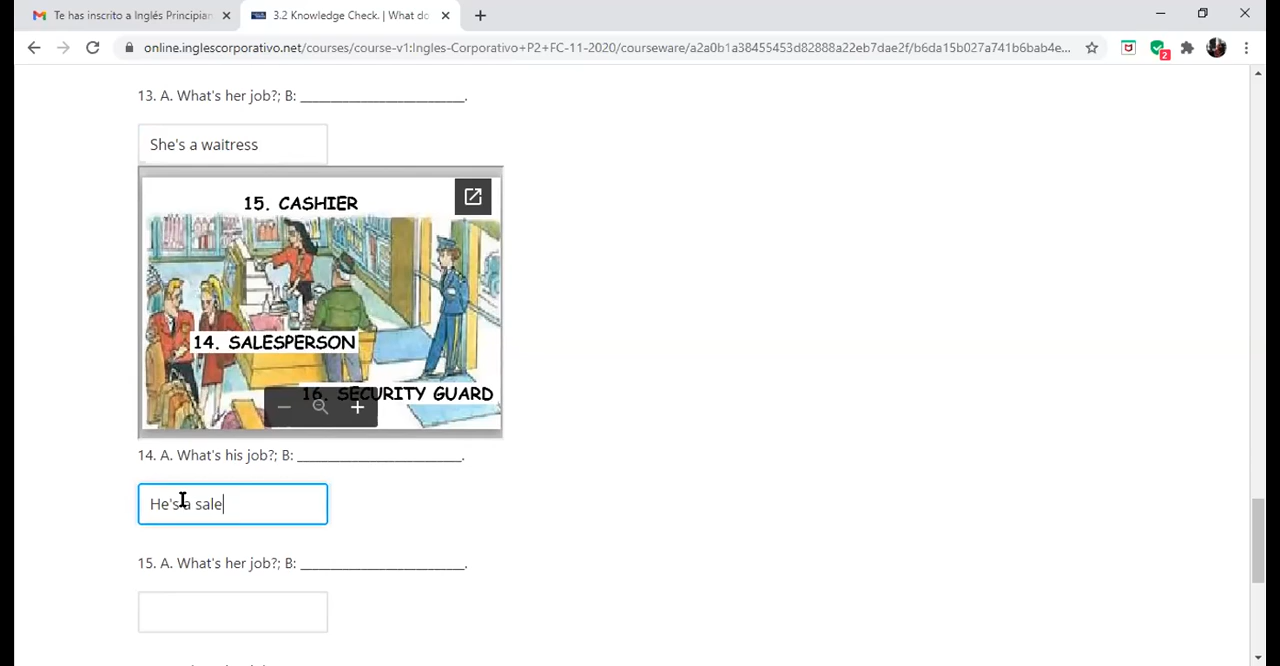 Te has inscrito a Inglés Principian
3.2 Knowledge Check. | What do
online.inglescorporativo.net/courses/course-v1:Ingles-Corporativo+P2+FC-11-2020/courseware/a2a0b1a38455453d82888a22eb7dae2f/b6da15b027a741b6bab4e...
2
13. A. What's her job?; B: ______________________.
She's a waitress
15. CASHIER
14. SALESPERSON
16. SECURITY GUARD
14. A. What's his job?; B: ______________________.
He's a sale
15. A. What's her job?; B: ______________________.